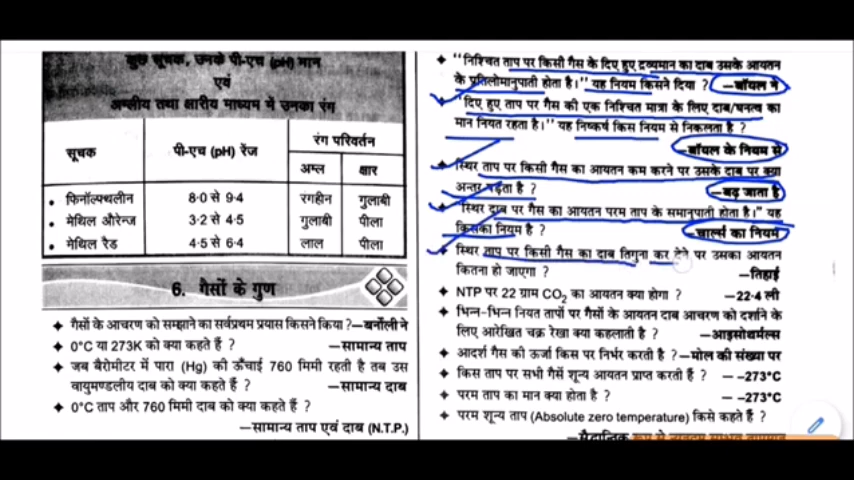 कुछ सूचक, उनके पी-एच (pH) मान
एवं
अम्लीय तथा क्षारीय माध्यम में उनका रंग
सूचक
पी-एच (pH) रेंज
रंग परिवर्तन
अम्ल
क्षार
• फिनॉल्फ्थलीन 8·0 से 9·4 रंगहीन गुलाबी
• मेथिल ऑरेन्ज 3·2 से 4·5 गुलाबी पीला
• मेथिल रैड 4·5 से 6·4 लाल पीला
6. गैसों के गुण
✦ गैसों के आचरण को समझाने का सर्वप्रथम प्रयास किसने किया ?–बर्नोली ने
✦ 0°C या 273K को क्या कहते हैं ? –सामान्य ताप
✦ जब बैरोमीटर में पारा (Hg) की ऊँचाई 760 मिमी रहती है तब उस
वायुमण्डलीय दाब को क्या कहते हैं ? –सामान्य दाब
✦ 0°C ताप और 760 मिमी दाब को क्या कहते हैं ?
–सामान्य ताप एवं दाब (N.T.P.)
✦ "निश्चित ताप पर किसी गैस के दिए हुए द्रव्यमान का दाब उसके आयतन
के प्रतिलोमानुपाती होता है।" यह नियम किसने दिया ? –बॉयल ने
✦ "दिए हुए ताप पर गैस की एक निश्चित मात्रा के लिए दाब/घनत्व का
मान नियत रहता है।" यह निष्कर्ष किस नियम से निकलता है ?
–बॉयल के नियम से
✦ स्थिर ताप पर किसी गैस का आयतन कम करने पर उसके दाब पर क्या
अन्तर पड़ता है ? –बढ़ जाता है
✦ "स्थिर दाब पर गैस का आयतन परम ताप के समानुपाती होता है।" यह
किसका नियम है ? –चार्ल्स का नियम
✦ स्थिर ताप पर किसी गैस का दाब तिगुना कर देने पर उसका आयतन
कितना हो जाएगा ? –तिहाई
✦ NTP पर 22 ग्राम CO₂ का आयतन क्या होगा ? –22·4 ली
✦ भिन्न-भिन्न नियत तापों पर गैसों के आयतन दाब आचरण को दर्शाने के
लिए आरेखित चक्र रेखा क्या कहलाती है ? –आइसोथर्मल्स
✦ आदर्श गैस की ऊर्जा किस पर निर्भर करती है ?–मोल की संख्या पर
✦ किस ताप पर सभी गैसें शून्य आयतन प्राप्त करती हैं ? – –273°C
✦ परम ताप का मान क्या होता है ? – –273°C
✦ परम शून्य ताप (Absolute zero temperature) किसे कहते हैं ?